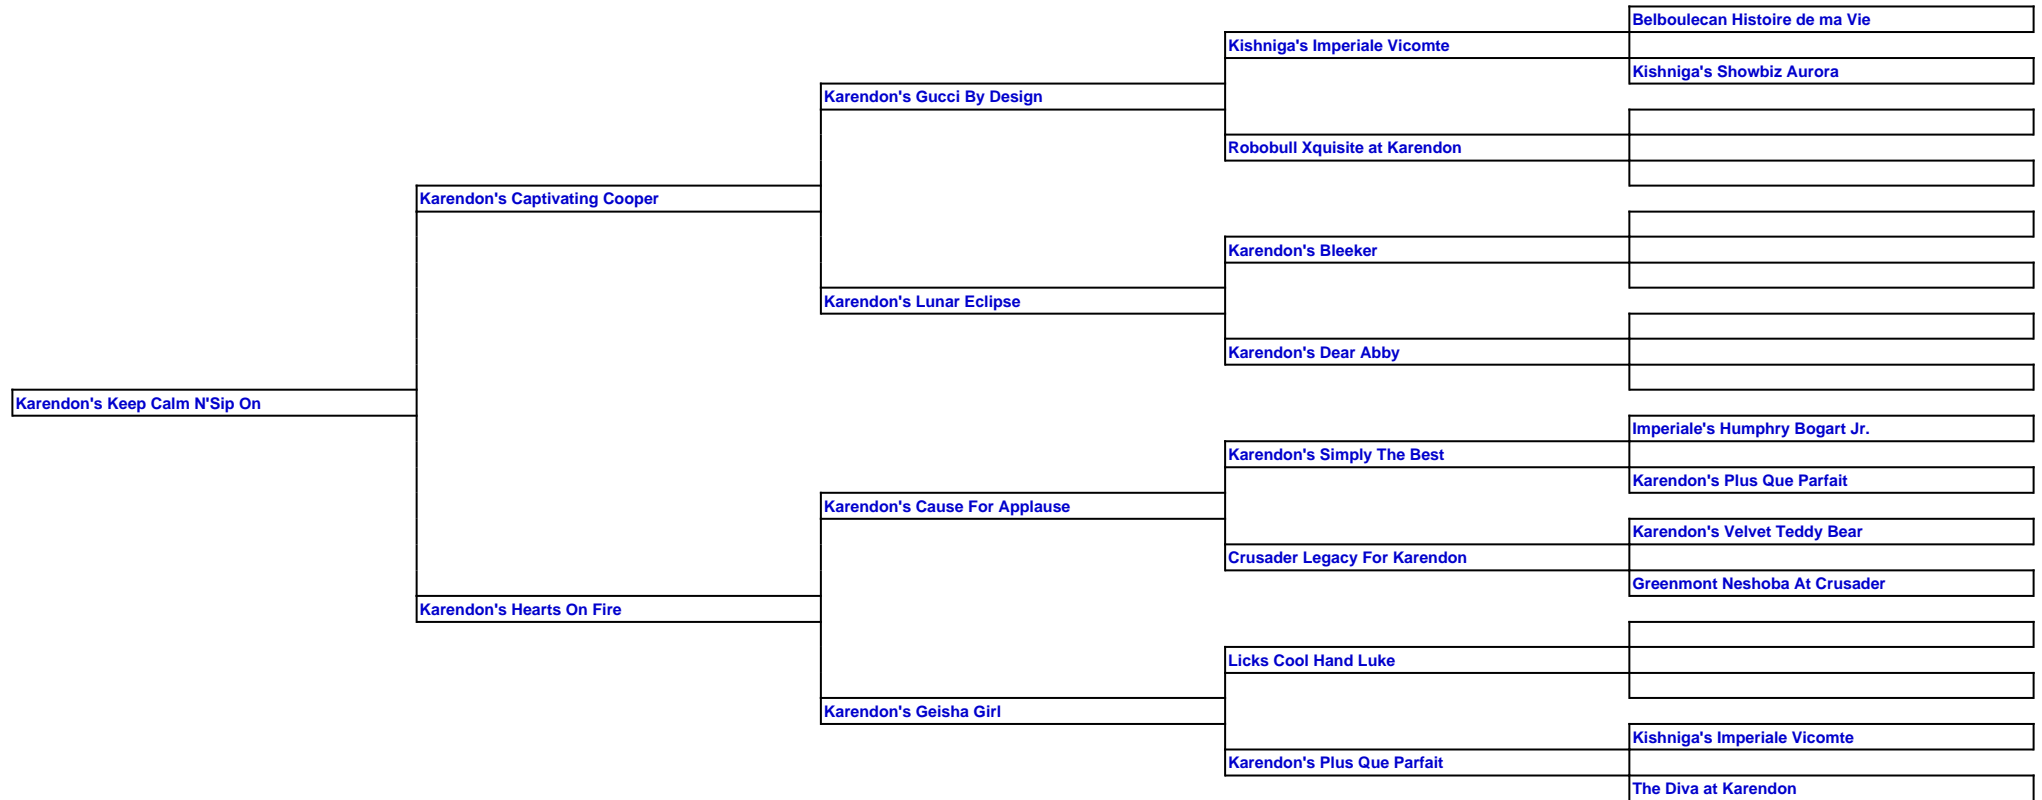 Belboulecan Histoire de ma Vie
Kishniga's Imperiale Vicomte
Kishniga's Showbiz Aurora
Karendon's Gucci By Design
Robobull Xquisite at Karendon
Karendon's Captivating Cooper
Karendon's Bleeker
Karendon's Lunar Eclipse
Karendon's Dear Abby
Karendon's Keep Calm N'Sip On
Imperiale's Humphry Bogart Jr.
Karendon's Simply The Best
Karendon's Plus Que Parfait
Karendon's Cause For Applause
Karendon's Velvet Teddy Bear
Crusader Legacy For Karendon
Greenmont Neshoba At Crusader
Karendon's Hearts On Fire
Licks Cool Hand Luke
Karendon's Geisha Girl
Kishniga's Imperiale Vicomte
Karendon's Plus Que Parfait
The Diva at Karendon